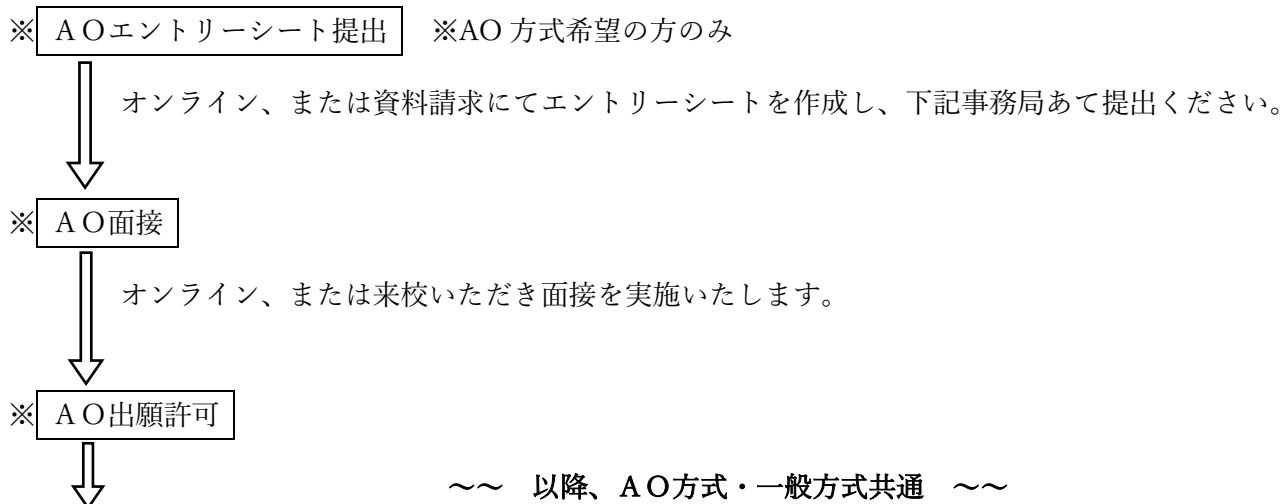 ※ ＡＯエントリーシート提出 ※AO 方式希望の方のみ
オンライン、または資料請求にてエントリーシートを作成し、下記事務局あて提出ください。
※ ＡＯ面接
オンライン、または来校いただき面接を実施いたします。
※ ＡＯ出願許可
～～ 以降、ＡＯ方式・一般方式共通 ～～